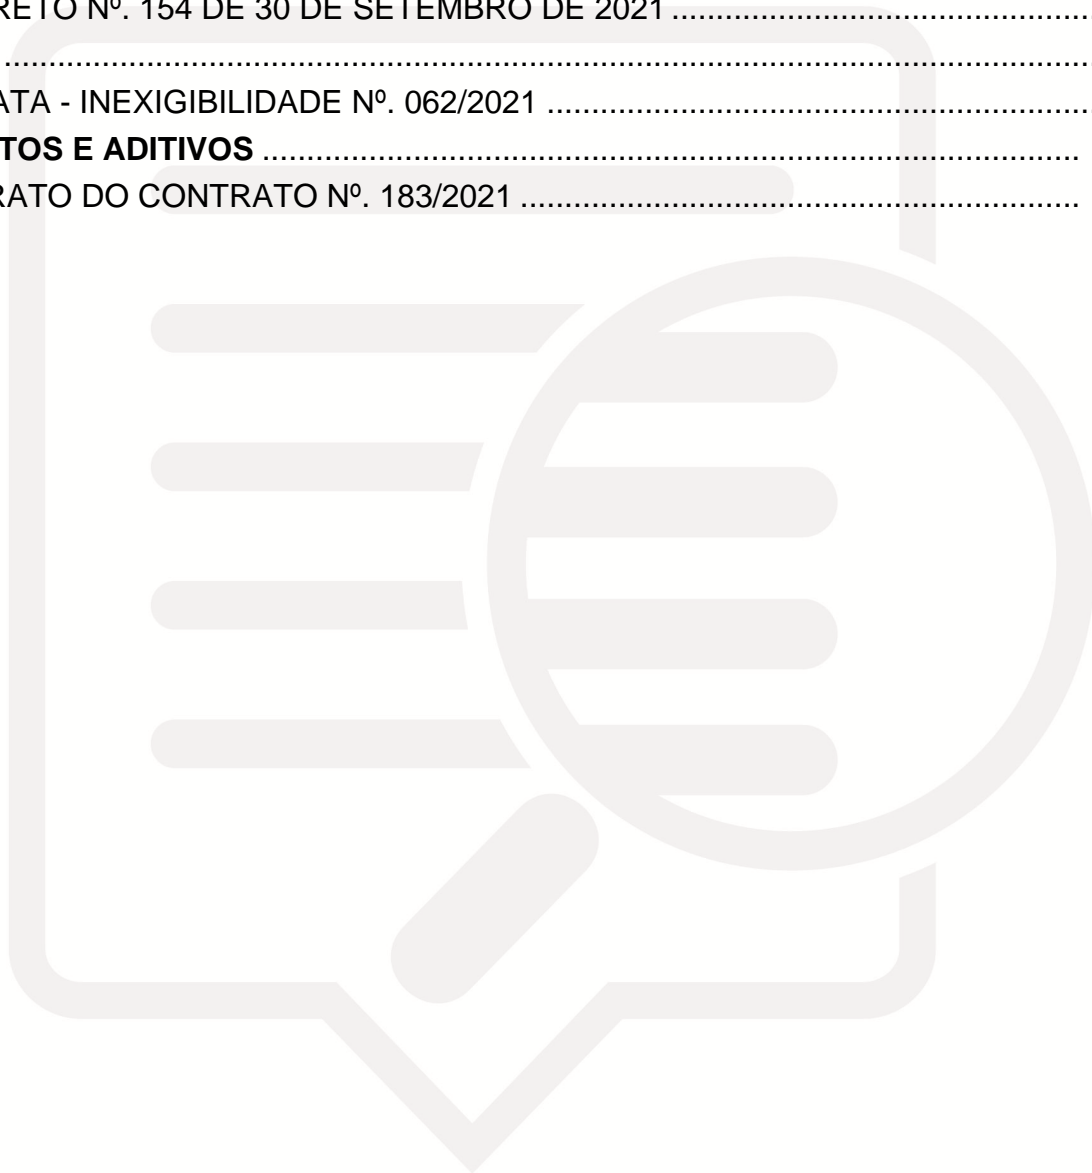 RETO Nº. 154 DE 30 DE SETEMBRO DE 2021 ................................................
................................................................................................................................
ATA - INEXIGIBILIDADE Nº. 062/2021 ..............................................................
TOS E ADITIVOS ...............................................................................................
RATO DO CONTRATO Nº. 183/2021 .................................................................